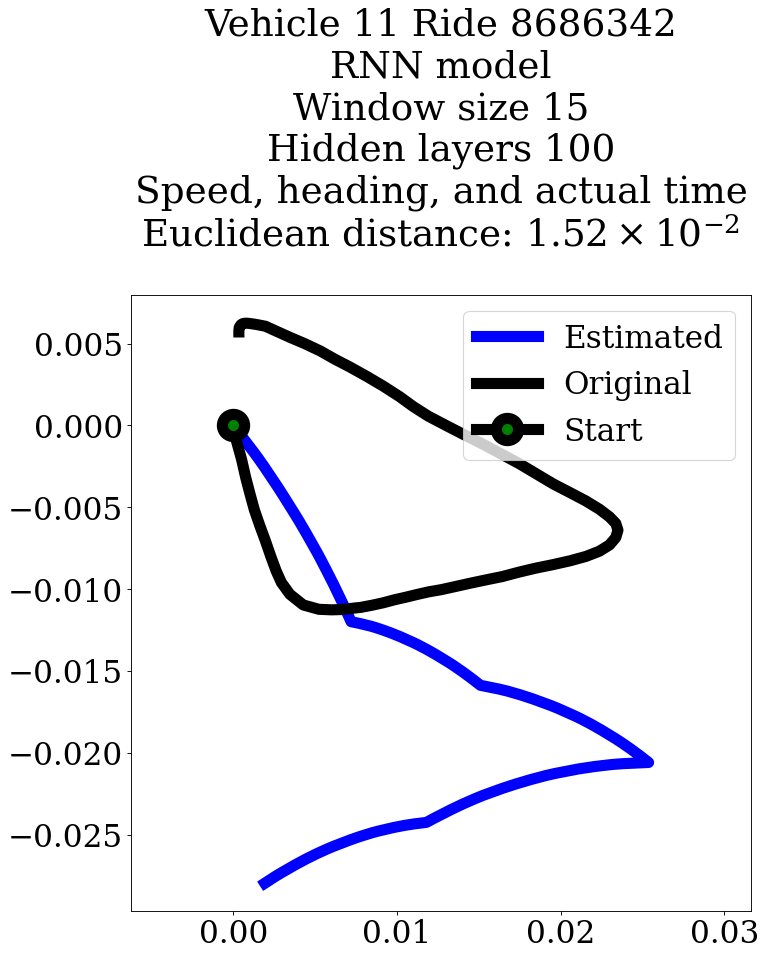 Vehicle 11 Ride 8686342
RNN model
Window size 15
Hidden layers 100
Speed, heading, and actual time
Euclidean distance: 1.52 × 10⁻²
Estimated
Original
Start
0.005
0.000
−0.005
−0.010
−0.015
−0.020
−0.025
0.00 0.01 0.02 0.03